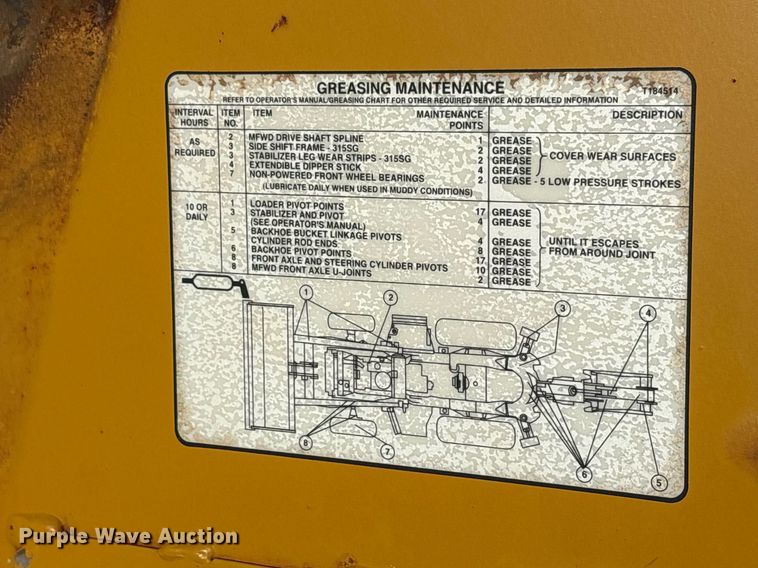 GREASING MAINTENANCE
T184514
REFER TO OPERATOR'S MANUAL/GREASING CHART FOR OTHER REQUIRED SERVICE AND DETAILED INFORMATION
INTERVAL HOURS ITEM NO. ITEM MAINTENANCE POINTS DESCRIPTION
AS REQUIRED
2 MFWD DRIVE SHAFT SPLINE 1 GREASE
3 SIDE SHIFT FRAME - 315SG 2 GREASE
3 STABILIZER LEG WEAR STRIPS - 315SG 2 GREASE
4 EXTENDIBLE DIPPER STICK 4 GREASE
COVER WEAR SURFACES
7 NON-POWERED FRONT WHEEL BEARINGS 2 GREASE - 5 LOW PRESSURE STROKES
(LUBRICATE DAILY WHEN USED IN MUDDY CONDITIONS)
10 OR DAILY
1 LOADER PIVOT POINTS 17 GREASE
3 STABILIZER AND PIVOT 4 GREASE
(SEE OPERATOR'S MANUAL)
5 BACKHOE BUCKET LINKAGE PIVOTS 4 GREASE
CYLINDER ROD ENDS 8 GREASE
6 BACKHOE PIVOT POINTS 17 GREASE
8 FRONT AXLE AND STEERING CYLINDER PIVOTS 10 GREASE
8 MFWD FRONT AXLE U-JOINTS 2 GREASE
UNTIL IT ESCAPES
FROM AROUND JOINT
1 2 3 4
8 7 6 5
Purple Wave Auction